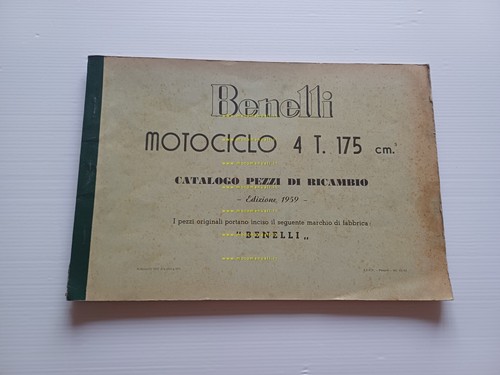 Benelli
MOTOCICLO 4 T. 175 cm.³
CATALOGO PEZZI DI RICAMBIO
- Edizione, 1959 -
I pezzi originali portano inciso il seguente marchio di fabbrica:
"BENELLI„